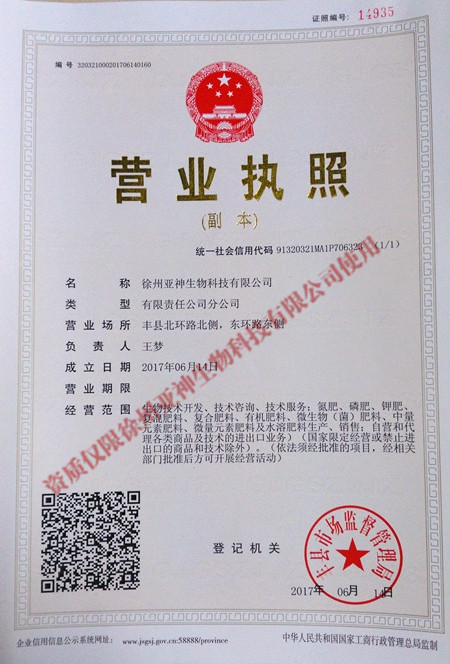 证照编号: 14935
编 号 320321000201706140160
营业执照
(副 本)
统一社会信用代码 91320321MA1P706323 (1/1)
名 称 徐州亚神生物科技有限公司
类 型 有限责任公司分公司
营业场所 丰县北环路北侧，东环路东侧
负 责 人 王梦
成立日期 2017年06月14日
营业期限
经营范围 生物技术开发、技术咨询、技术服务；氮肥、磷肥、钾肥、
复混肥料、复合肥料、有机肥料、微生物（菌）肥料、中量
元素肥料、微量元素肥料及水溶肥料生产、销售；自营和代
理各类商品及技术的进出口业务）（国家限定经营或禁止进
出口的商品和技术除外）。（依法须经批准的项目，经相关
部门批准后方可开展经营活动）
资质仅限徐州亚神生物科技有限公司使用
登记机关
丰县市场监督管理局
2017年 06月 14日
企业信用信息公示系统网址: www.jsgsj.gov.cn:58888/province
中华人民共和国国家工商行政管理总局监制